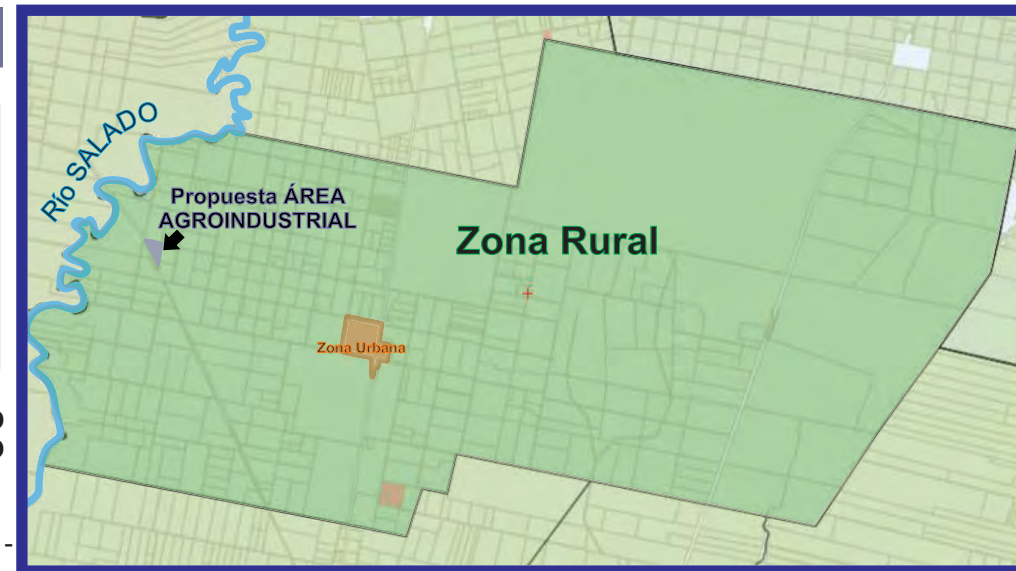 Río SALADO
Propuesta ÁREA
AGROINDUSTRIAL
Zona Rural
Zona Urbana